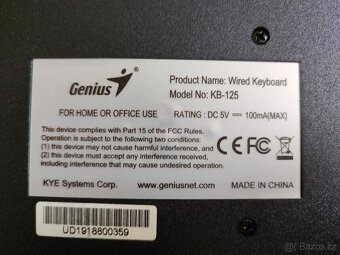 Genius
Product Name: Wired Keyboard
Model No: KB-125
FOR HOME OR OFFICE USE
RATING : DC 5V ⎓ 100mA(MAX)
This device complies with Part 15 of the FCC Rules.
Operation is subject to the following two conditions:
(1) this device may not cause harmful interference, and
(2) this device must accept any interference received,
including interference that may cause undesired
operation.
CE FC
KYE Systems Corp.
www.geniusnet.com
MADE IN CHINA
UD1918800359
Sbazoš.cz